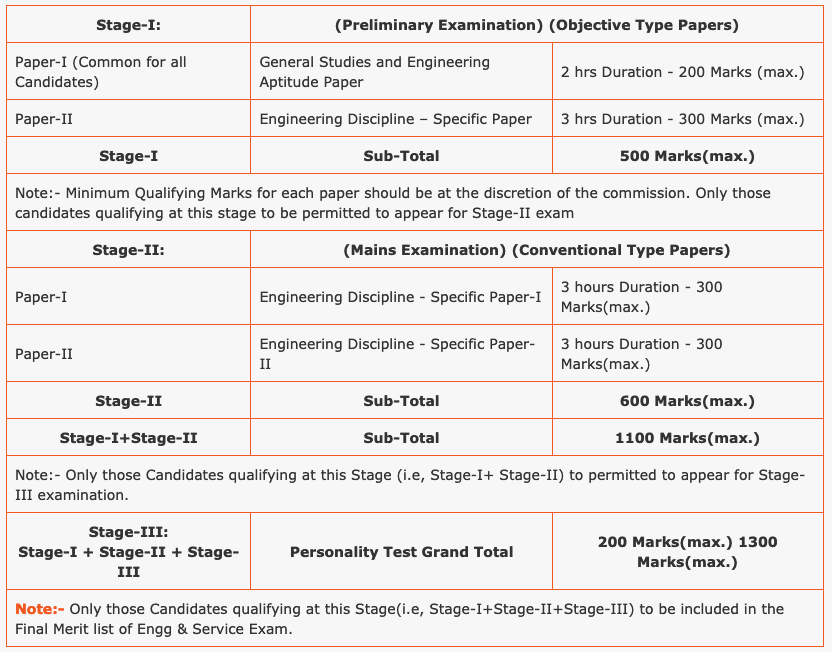 Stage-I:
(Preliminary Examination) (Objective Type Papers)
Paper-I (Common for all
Candidates)
General Studies and Engineering
Aptitude Paper
2 hrs Duration - 200 Marks (max.)
Paper-II
Engineering Discipline – Specific Paper
3 hrs Duration - 300 Marks (max.)
Stage-I
Sub-Total
500 Marks(max.)
Note:- Minimum Qualifying Marks for each paper should be at the discretion of the commission. Only those
candidates qualifying at this stage to be permitted to appear for Stage-II exam
Stage-II:
(Mains Examination) (Conventional Type Papers)
Paper-I
Engineering Discipline - Specific Paper-I
3 hours Duration - 300
Marks(max.)
Paper-II
Engineering Discipline - Specific Paper-
II
3 hours Duration - 300
Marks(max.)
Stage-II
Sub-Total
600 Marks(max.)
Stage-I+Stage-II
Sub-Total
1100 Marks(max.)
Note:- Only those Candidates qualifying at this Stage (i.e, Stage-I+ Stage-II) to permitted to appear for Stage-
III examination.
Stage-III:
Stage-I + Stage-II + Stage-
III
Personality Test Grand Total
200 Marks(max.) 1300
Marks(max.)
Note:- Only those Candidates qualifying at this Stage(i.e, Stage-I+Stage-II+Stage-III) to be included in the
Final Merit list of Engg & Service Exam.